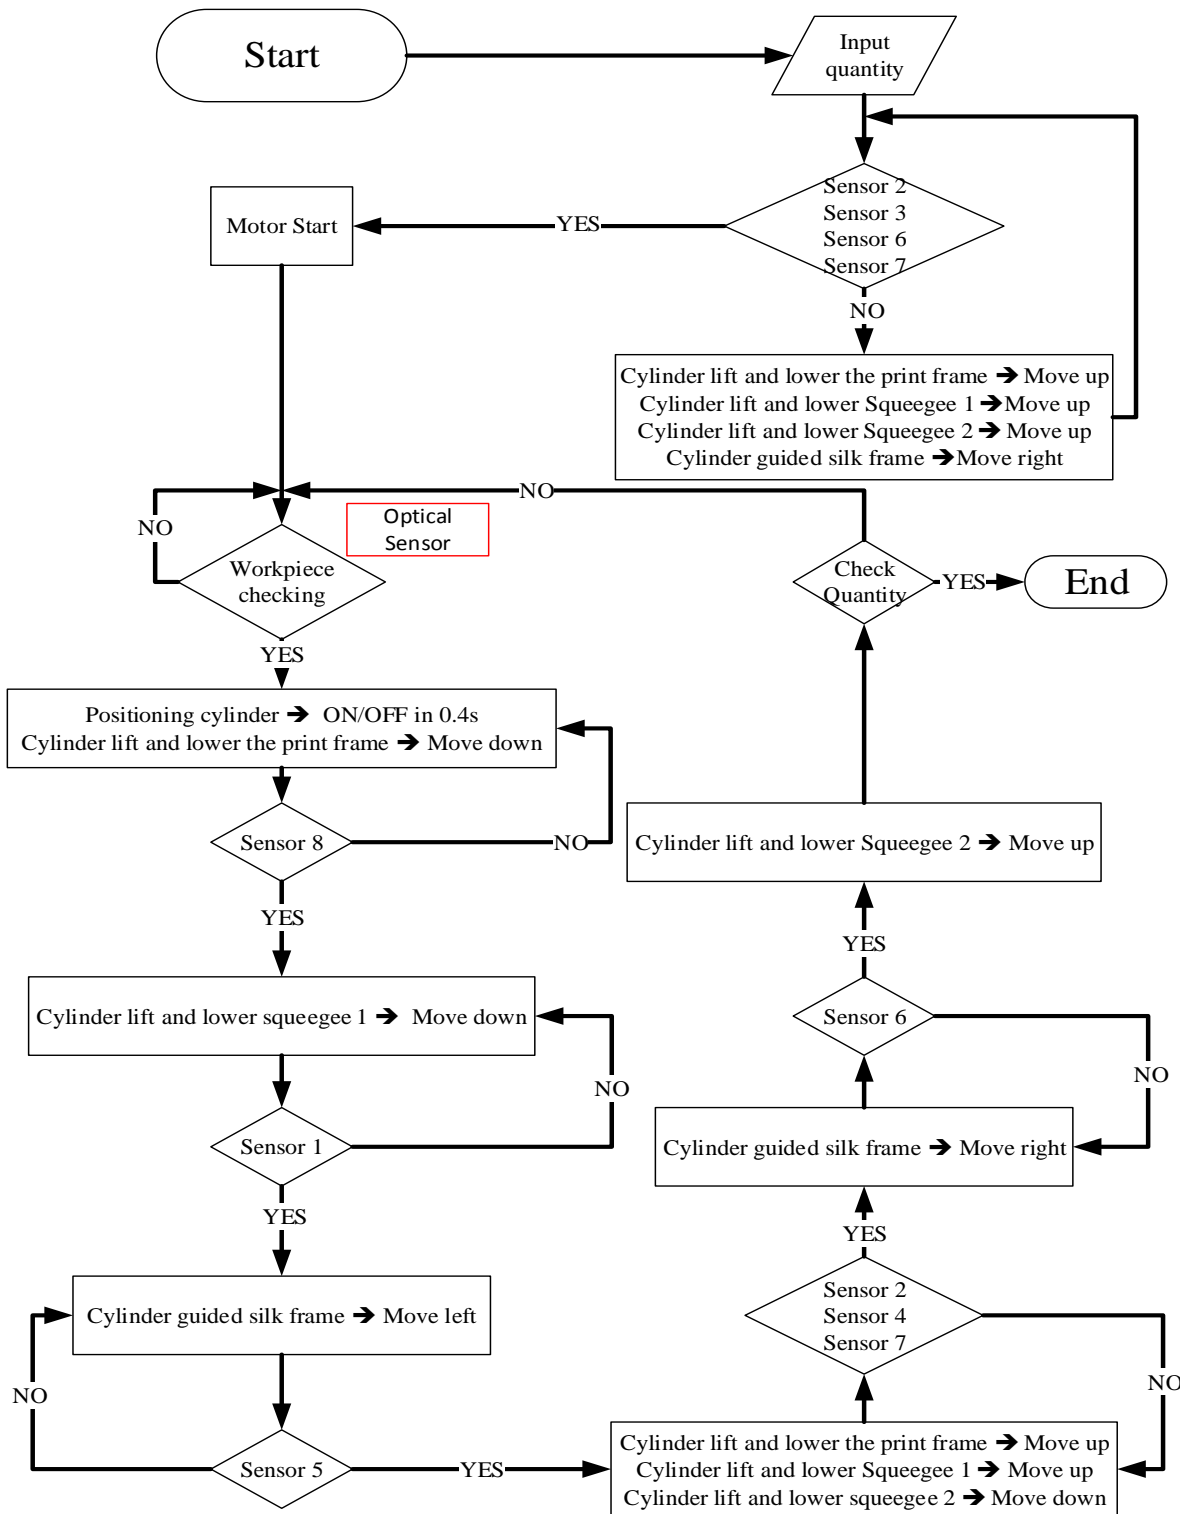 Start
Input
quantity
Sensor 2
Sensor 3
Sensor 6
Sensor 7
YES
Motor Start
NO
Cylinder lift and lower the print frame ➔ Move up
Cylinder lift and lower Squeegee 1 ➔ Move up
Cylinder lift and lower Squeegee 2 ➔ Move up
Cylinder guided silk frame ➔ Move right
NO
Optical
Sensor
NO
Workpiece
checking
Check
Quantity
YES
End
YES
Positioning cylinder ➔ ON/OFF in 0.4s
Cylinder lift and lower the print frame ➔ Move down
Sensor 8
NO
YES
Cylinder lift and lower Squeegee 2 ➔ Move up
YES
Cylinder lift and lower squeegee 1 ➔ Move down
Sensor 6
NO
NO
Sensor 1
Cylinder guided silk frame ➔ Move right
YES
YES
Cylinder guided silk frame ➔ Move left
Sensor 2
Sensor 4
Sensor 7
NO
NO
Sensor 5
YES
Cylinder lift and lower the print frame ➔ Move up
Cylinder lift and lower Squeegee 1 ➔ Move up
Cylinder lift and lower squeegee 2 ➔ Move down